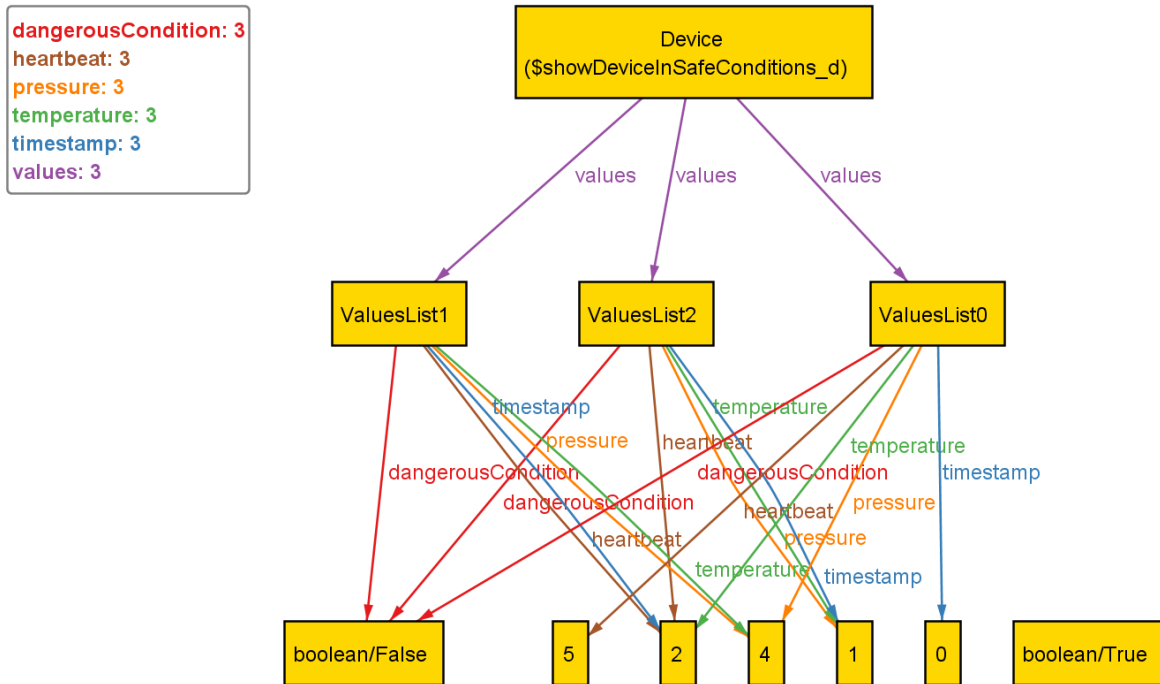 dangerousCondition: 3
heartbeat: 3
pressure: 3
temperature: 3
timestamp: 3
values: 3
Device
($showDeviceInSafeConditions_d)
values
values
values
ValuesList1
ValuesList2
ValuesList0
timestamp
temperature
pressure
heartbeat
temperature
dangerousCondition
dangerousCondition
timestamp
dangerousCondition
heartbeat
pressure
heartbeat
pressure
temperature
timestamp
boolean/False
5
2
4
1
0
boolean/True